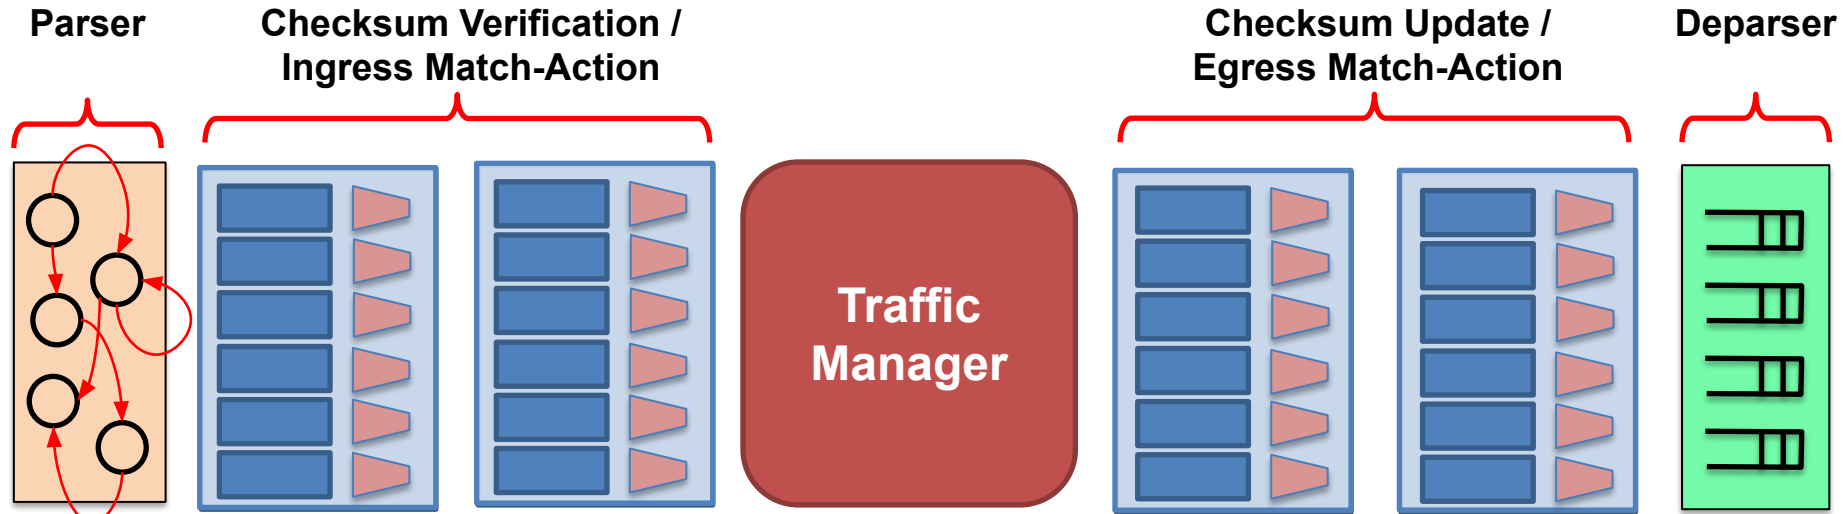 Parser
Checksum Verification /
Ingress Match-Action
Checksum Update /
Egress Match-Action
Deparser
Traffic
Manager